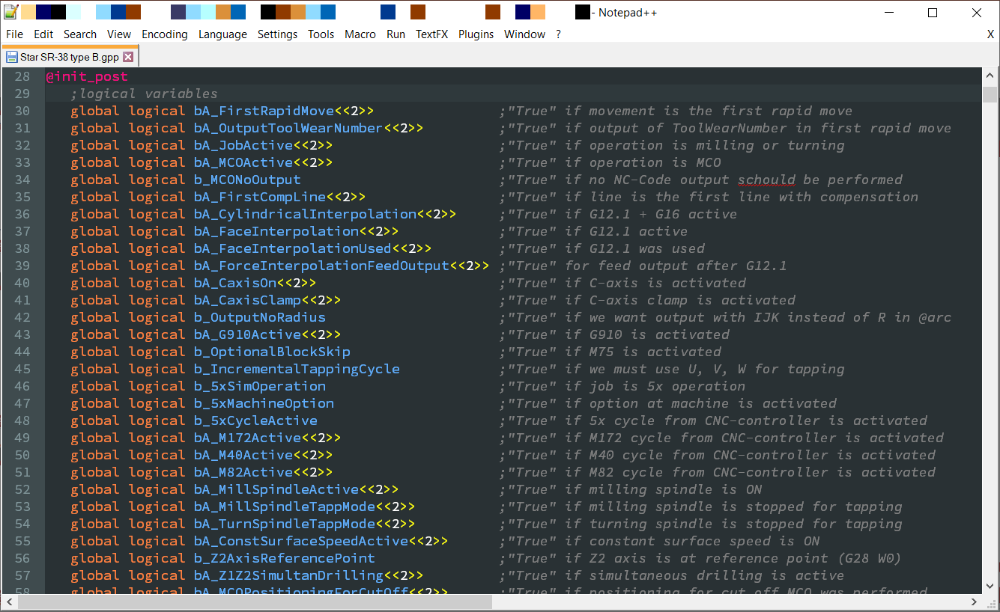 - Notepad++
File Edit Search View Encoding Language Settings Tools Macro Run TextFX Plugins Window ? X
Star SR-38 type B.gpp
28 @init_post
29 ;logical variables
30 global logical bA_FirstRapidMove<<2>> ;"True" if movement is the first rapid move
31 global logical bA_OutputToolWearNumber<<2>> ;"True" if output of ToolWearNumber in first rapid move
32 global logical bA_JobActive<<2>> ;"True" if operation is milling or turning
33 global logical bA_MCOActive<<2>> ;"True" if operation is MCO
34 global logical b_MCONoOutput ;"True" if no NC-Code output schould be performed
35 global logical bA_FirstCompLine<<2>> ;"True" if line is the first line with compensation
36 global logical bA_CylindricalInterpolation<<2>> ;"True" if G12.1 + G16 active
37 global logical bA_FaceInterpolation<<2>> ;"True" if G12.1 active
38 global logical bA_FaceInterpolationUsed<<2>> ;"True" if G12.1 was used
39 global logical bA_ForceInterpolationFeedOutput<<2>> ;"True" for feed output after G12.1
40 global logical bA_CaxisOn<<2>> ;"True" if C-axis is activated
41 global logical bA_CaxisClamp<<2>> ;"True" if C-axis clamp is activated
42 global logical b_OutputNoRadius ;"True" if we want output with IJK instead of R in @arc
43 global logical bA_G910Active<<2>> ;"True" if G910 is activated
44 global logical b_OptionalBlockSkip ;"True" if M75 is activated
45 global logical b_IncrementalTappingCycle ;"True" if we must use U, V, W for tapping
46 global logical b_5xSimOperation ;"True" if job is 5x operation
47 global logical b_5xMachineOption ;"True" if option at machine is activated
48 global logical b_5xCycleActive ;"True" if 5x cycle from CNC-controller is activated
49 global logical bA_M172Active<<2>> ;"True" if M172 cycle from CNC-controller is activated
50 global logical bA_M40Active<<2>> ;"True" if M40 cycle from CNC-controller is activated
51 global logical bA_M82Active<<2>> ;"True" if M82 cycle from CNC-controller is activated
52 global logical bA_MillSpindleActive<<2>> ;"True" if milling spindle is ON
53 global logical bA_MillSpindleTappMode<<2>> ;"True" if milling spindle is stopped for tapping
54 global logical bA_TurnSpindleTappMode<<2>> ;"True" if turning spindle is stopped for tapping
55 global logical bA_ConstSurfaceSpeedActive<<2>> ;"True" if constant surface speed is ON
56 global logical b_Z2AxisReferencePoint ;"True" if Z2 axis is at reference point (G28 W0)
57 global logical bA_Z1Z2SimultanDrilling<<2>> ;"True" if simultaneous drilling is active
58 global logical bA_MCOPositioningForCutOff<<2>> ;"True" if positioning for cut off MCO was performed